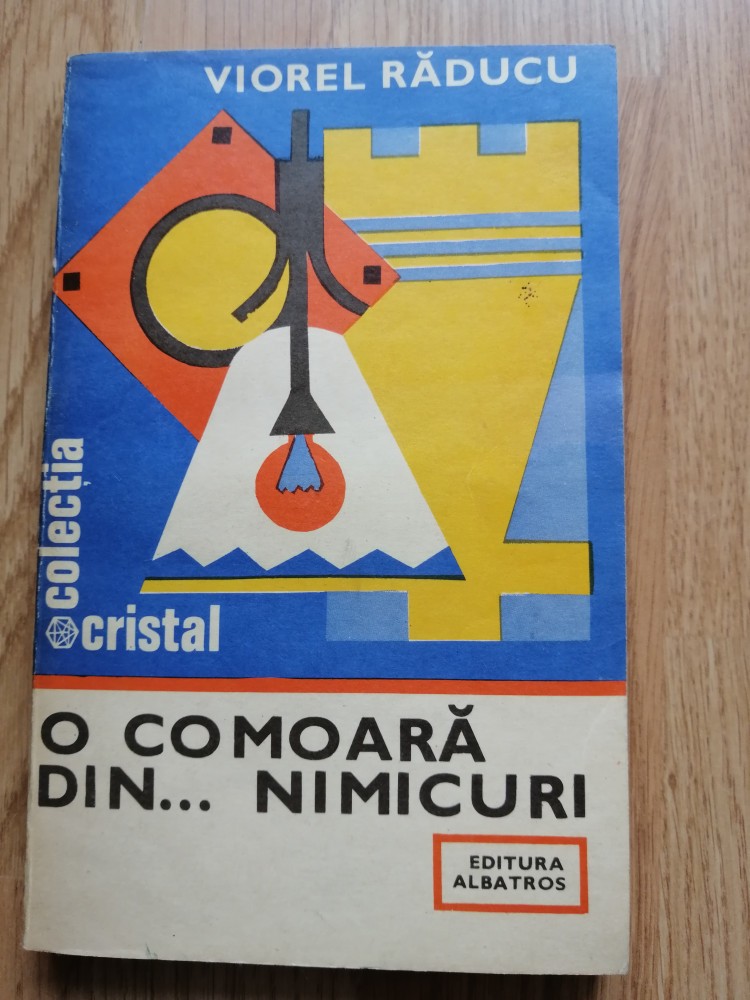 VIOREL RĂDUCU
colecția
cristal
O COMOARĂ
DIN... NIMICURI
EDITURA
ALBATROS